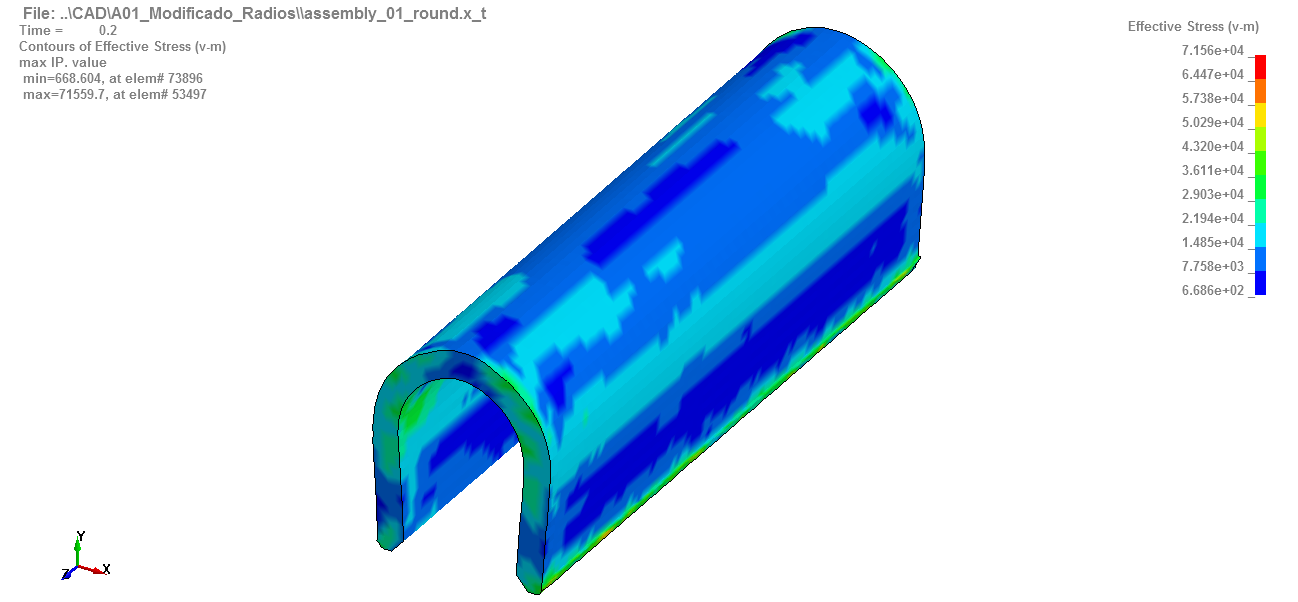 File: ..\CAD\A01_Modificado_Radios\\assembly_01_round.x_t
Time = 0.2
Contours of Effective Stress (v-m)
max IP. value
min=668.604, at elem# 73896
max=71559.7, at elem# 53497
Effective Stress (v-m)
7.156e+04
6.447e+04
5.738e+04
5.029e+04
4.320e+04
3.611e+04
2.903e+04
2.194e+04
1.485e+04
7.758e+03
6.686e+02
Y
Z X